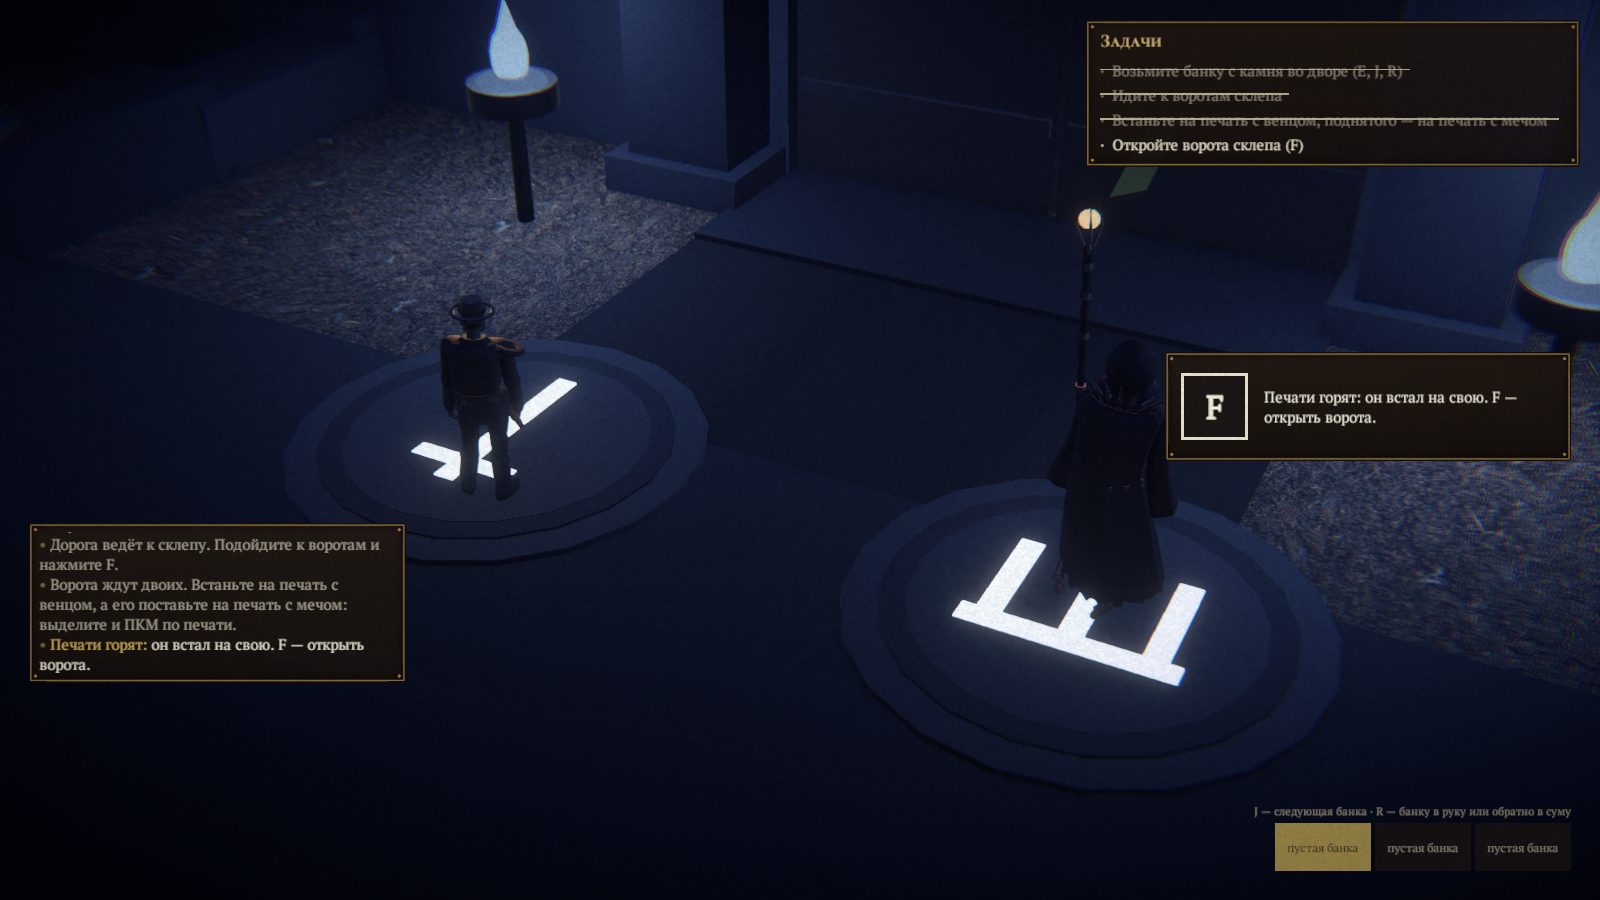 Задачи
· Возьмите банку с камня во дворе (E, J, R)
· Идите к воротам склепа
· Встаньте на печать с венцом, поднятого — на печать с мечом
· Откройте ворота склепа (F)
F
Печати горят: он встал на свою. F —
открыть ворота.
• Дорога ведёт к склепу. Подойдите к воротам и
нажмите F.
• Ворота ждут двоих. Встаньте на печать с
венцом, а его поставьте на печать с мечом:
выделите и ПКМ по печати.
• Печати горят: он встал на свою. F — открыть
ворота.
J — следующая банка · R — банку в руку или обратно в суму
пустая банка
пустая банка
пустая банка